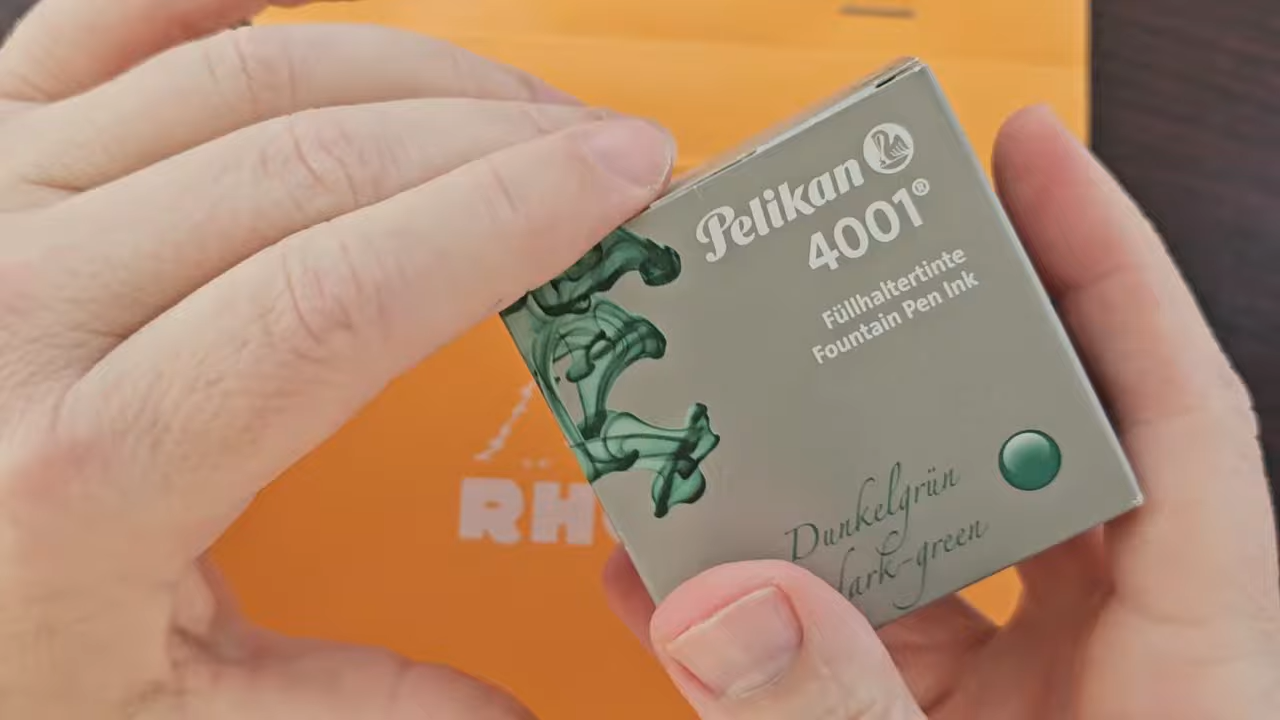 Pelikan
4001®
Füllhaltertinte
Fountain Pen Ink
Dunkelgrün
dark-green
RH